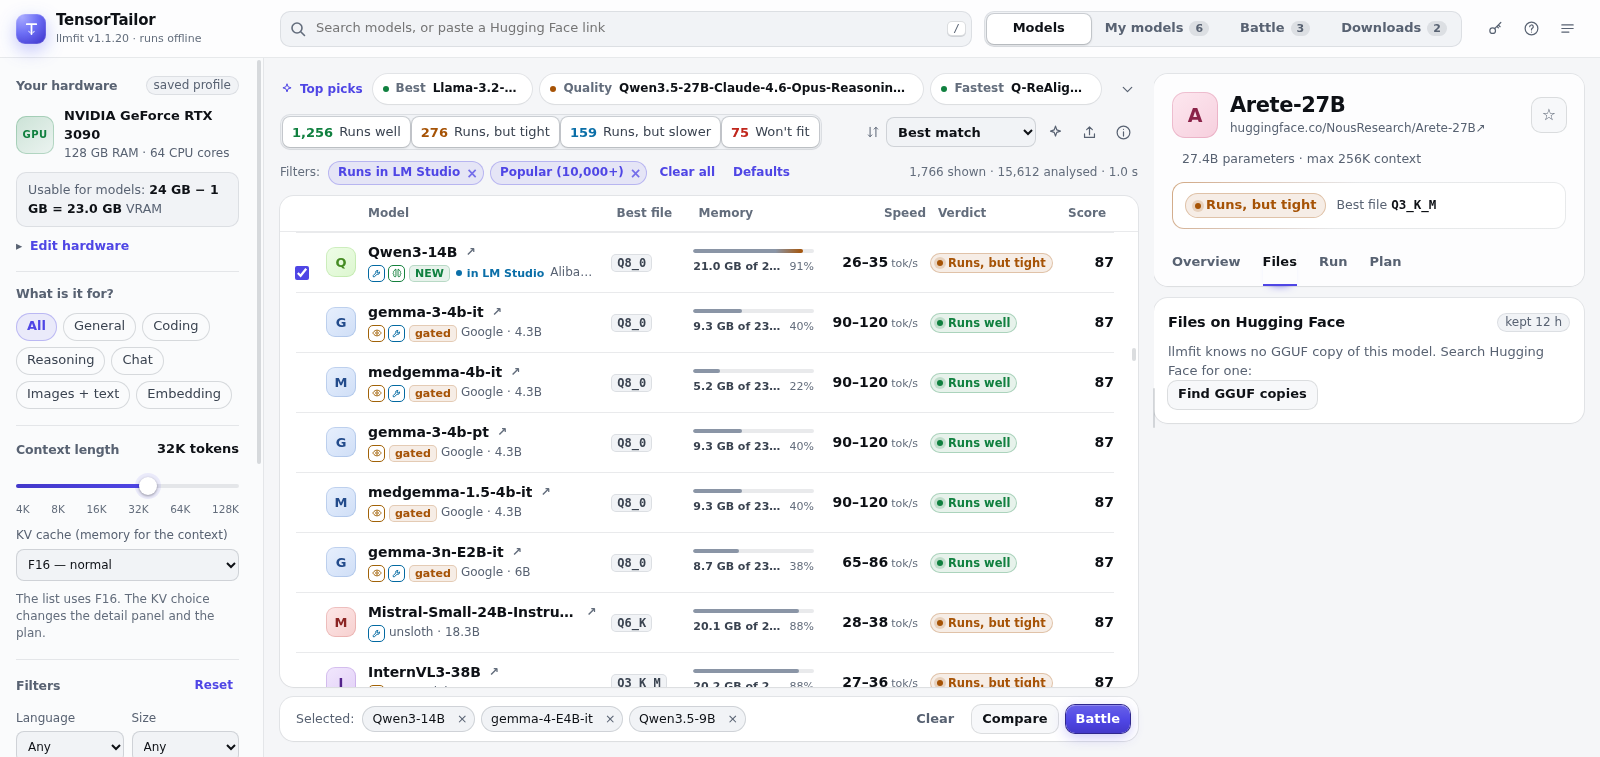 TensorTailor
llmfit v1.1.20 · runs offline
Search models, or paste a Hugging Face link
/
Models
My models 6
Battle 3
Downloads 2
Your hardware
saved profile
GPU
NVIDIA GeForce RTX
3090
128 GB RAM · 64 CPU cores
Usable for models: 24 GB − 1
GB = 23.0 GB VRAM
▸ Edit hardware
What is it for?
All
General
Coding
Reasoning
Chat
Images + text
Embedding
Context length
32K tokens
4K 8K 16K 32K 64K 128K
KV cache (memory for the context)
F16 — normal
The list uses F16. The KV choice
changes the detail panel and the
plan.
Filters
Reset
Language
Size
Any
Any
Top picks
Best Llama-3.2-…
Quality Qwen3.5-27B-Claude-4.6-Opus-Reasonin…
Fastest Q-ReAlig…
1,256 Runs well
276 Runs, but tight
159 Runs, but slower
75 Won't fit
Best match
Filters:
Runs in LM Studio ×
Popular (10,000+) ×
Clear all
Defaults
1,766 shown · 15,612 analysed · 1.0 s
Model Best file Memory Speed Verdict Score
Q
Qwen3-14B ↗
NEW in LM Studio Aliba…
Q8_0
21.0 GB of 2… 91%
26–35 tok/s
Runs, but tight
87
G
gemma-3-4b-it ↗
gated Google · 4.3B
Q8_0
9.3 GB of 23… 40%
90–120 tok/s
Runs well
87
M
medgemma-4b-it ↗
gated Google · 4.3B
Q8_0
5.2 GB of 23… 22%
90–120 tok/s
Runs well
87
G
gemma-3-4b-pt ↗
gated Google · 4.3B
Q8_0
9.3 GB of 23… 40%
90–120 tok/s
Runs well
87
M
medgemma-1.5-4b-it ↗
gated Google · 4.3B
Q8_0
9.3 GB of 23… 40%
90–120 tok/s
Runs well
87
G
gemma-3n-E2B-it ↗
gated Google · 6B
Q8_0
8.7 GB of 23… 38%
65–86 tok/s
Runs well
87
M
Mistral-Small-24B-Instru… ↗
unsloth · 18.3B
Q6_K
20.1 GB of 2… 88%
28–38 tok/s
Runs, but tight
87
I
InternVL3-38B ↗
Q3_K_M
20.2 GB of 2… 88%
27–36 tok/s
Runs, but tight
87
Selected:
Qwen3-14B ×
gemma-4-E4B-it ×
Qwen3.5-9B ×
Clear
Compare
Battle
A
Arete-27B
huggingface.co/NousResearch/Arete-27B↗
27.4B parameters · max 256K context
Runs, but tight
Best file Q3_K_M
Overview
Files
Run
Plan
Files on Hugging Face
kept 12 h
llmfit knows no GGUF copy of this model. Search Hugging
Face for one:
Find GGUF copies